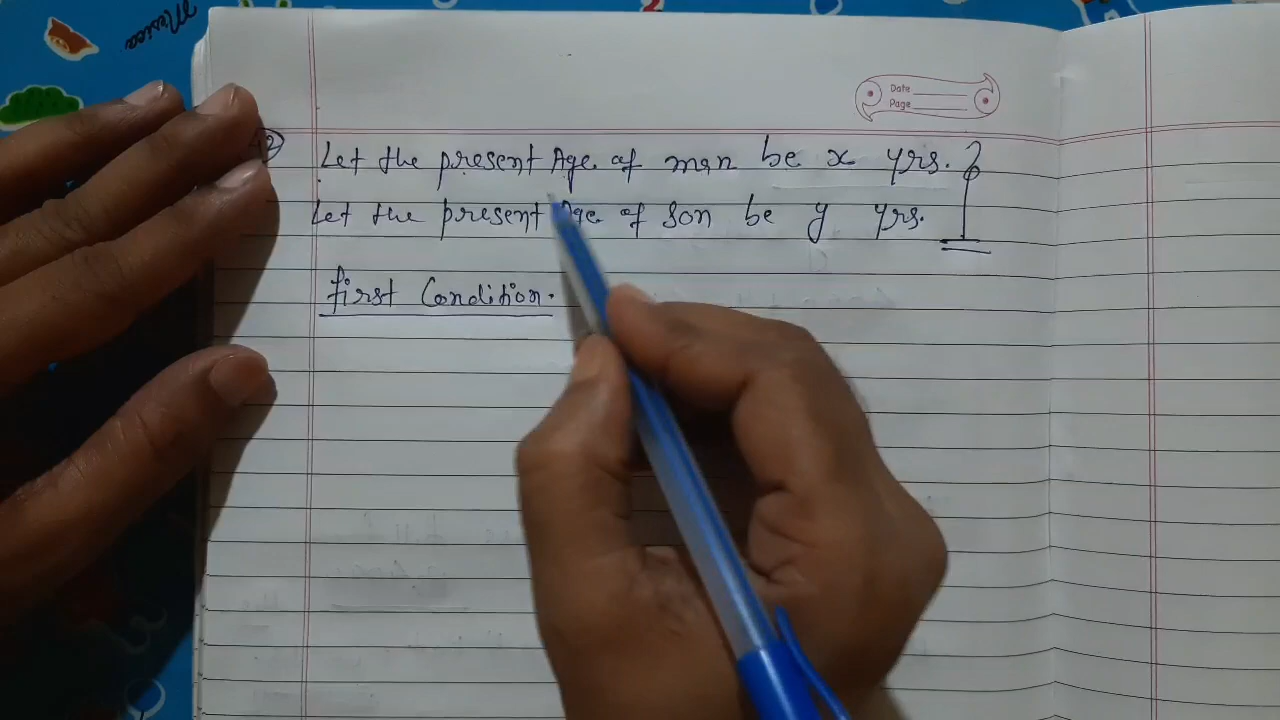 Music
Date
Page
Let the present Age of man be x yrs.
Let the present Age of Son be y yrs.
first Condition.